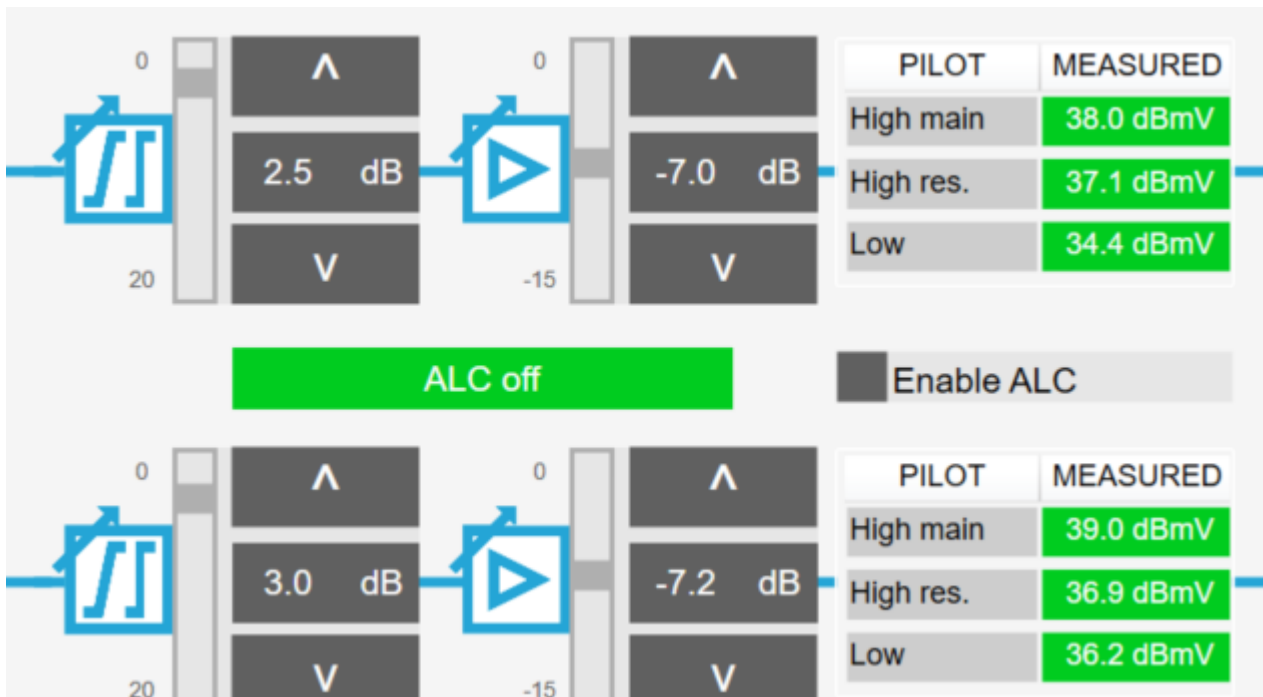 0
^
0
^
PILOT MEASURED
High main 38.0 dBmV
2.5 dB
-7.0 dB
High res. 37.1 dBmV
Low 34.4 dBmV
20
v
-15
v
ALC off
Enable ALC
0
^
0
^
PILOT MEASURED
High main 39.0 dBmV
3.0 dB
-7.2 dB
High res. 36.9 dBmV
Low 36.2 dBmV
20
v
-15
v